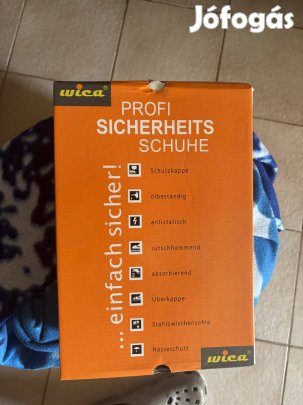 Jófogás
wica®
PROFI
SICHERHEITS
SCHUHE
... einfach sicher!
Schutzkappe
ölbeständig
antistatisch
rutschhemmend
absorbierend
Überkappe
Stahlzwischensohle
Nässeschutz
wica®